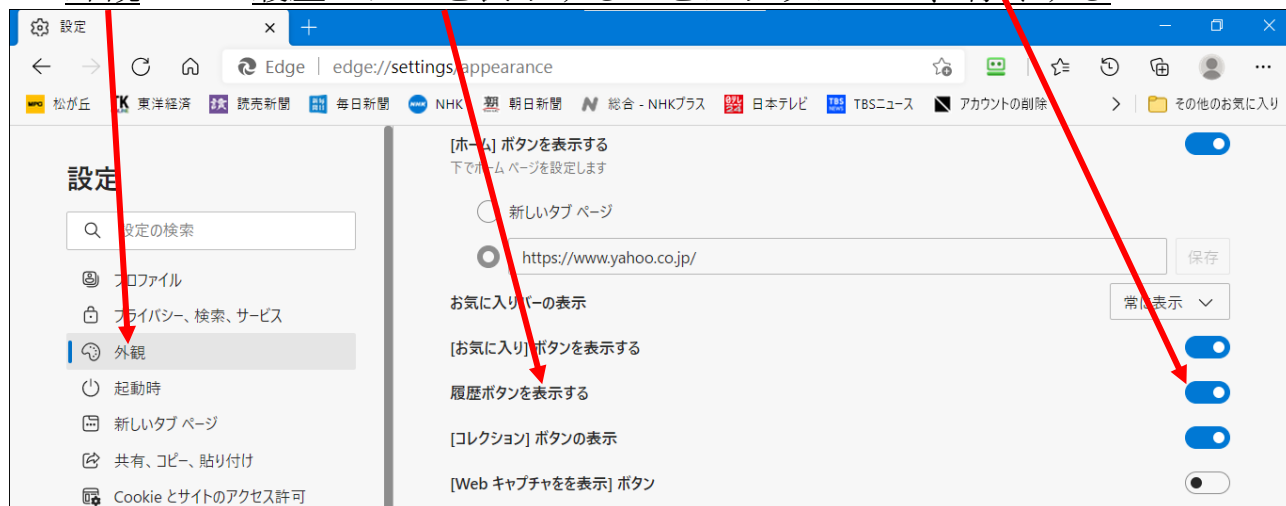 設定
Edge | edge://settings/appearance
松が丘 東洋経済 読売新聞 毎日新聞 NHK 朝日新聞 総合 - NHKプラス 日本テレビ TBSニュース アカウントの削除 その他のお気に入り
設定
設定の検索
プロファイル
プライバシー、検索、サービス
外観
起動時
新しいタブ ページ
共有、コピー、貼り付け
Cookie とサイトのアクセス許可
[ホーム] ボタンを表示する
下でホーム ページを設定します
新しいタブ ページ
https://www.yahoo.co.jp/
保存
お気に入りバーの表示
常に表示
[お気に入り] ボタンを表示する
履歴ボタンを表示する
[コレクション] ボタンの表示
[Web キャプチャをを表示] ボタン